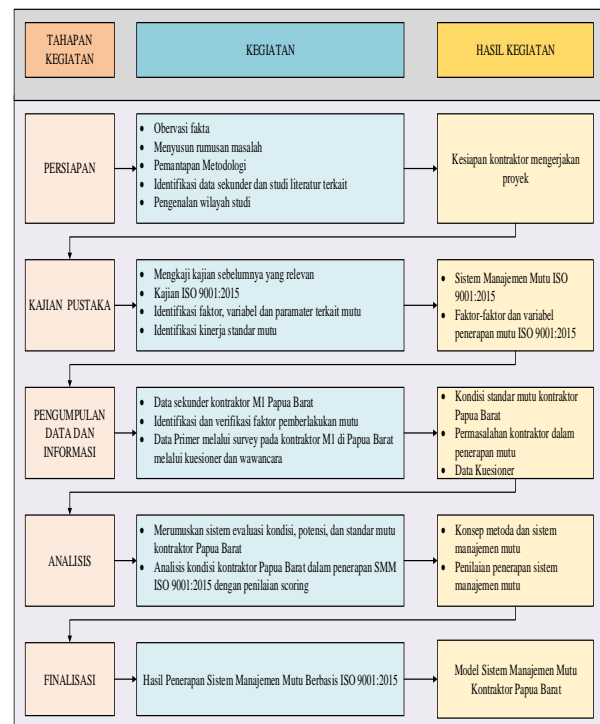 TAHAPAN
KEGIATAN
KEGIATAN
HASIL KEGIATAN
PERSIAPAN
• Obervasi fakta
• Menyusun rumusan masalah
• Pemantapan Metodologi
• Identifikasi data sekunder dan studi literatur terkait
• Pengenalan wilayah studi
Kesiapan kontraktor mengerjakan
proyek
KAJIAN PUSTAKA
• Mengkaji kajian sebelumnya yang relevan
• Kajian ISO 9001:2015
• Identifikasi faktor, variabel dan paramater terkait mutu
• Identifikasi kinerja standar mutu
• Sistem Manajemen Mutu ISO
9001:2015
• Faktor-faktor dan variabel
penerapan mutu ISO 9001:2015
PENGUMPULAN
DATA DAN
INFORMASI
• Data sekunder kontraktor M1 Papua Barat
• Identifikasi dan verifikasi faktor pemberlakuan mutu
• Data Primer melalui survey pada kontraktor M1 di Papua Barat
melalui kuesioner dan wawancara
• Kondisi standar mutu kontraktor
Papua Barat
• Permasalahan kontraktor dalam
penerapan mutu
• Data Kuesioner
ANALISIS
• Merumuskan sistem evaluasi kondisi, potensi, dan standar mutu
kontraktor Papua Barat
• Analisis kondisi kontraktor Papua Barat dalam penerapan SMM
ISO 9001:2015 dengan penilaian scoring
• Konsep metoda dan sistem
manajemen mutu
• Penilaian penerapan sistem
manajemen mutu
FINALISASI
Hasil Penerapan Sistem Manajemen Mutu Berbasis ISO 9001:2015
Model Sistem Manajemen Mutu
Kontraktor Papua Barat